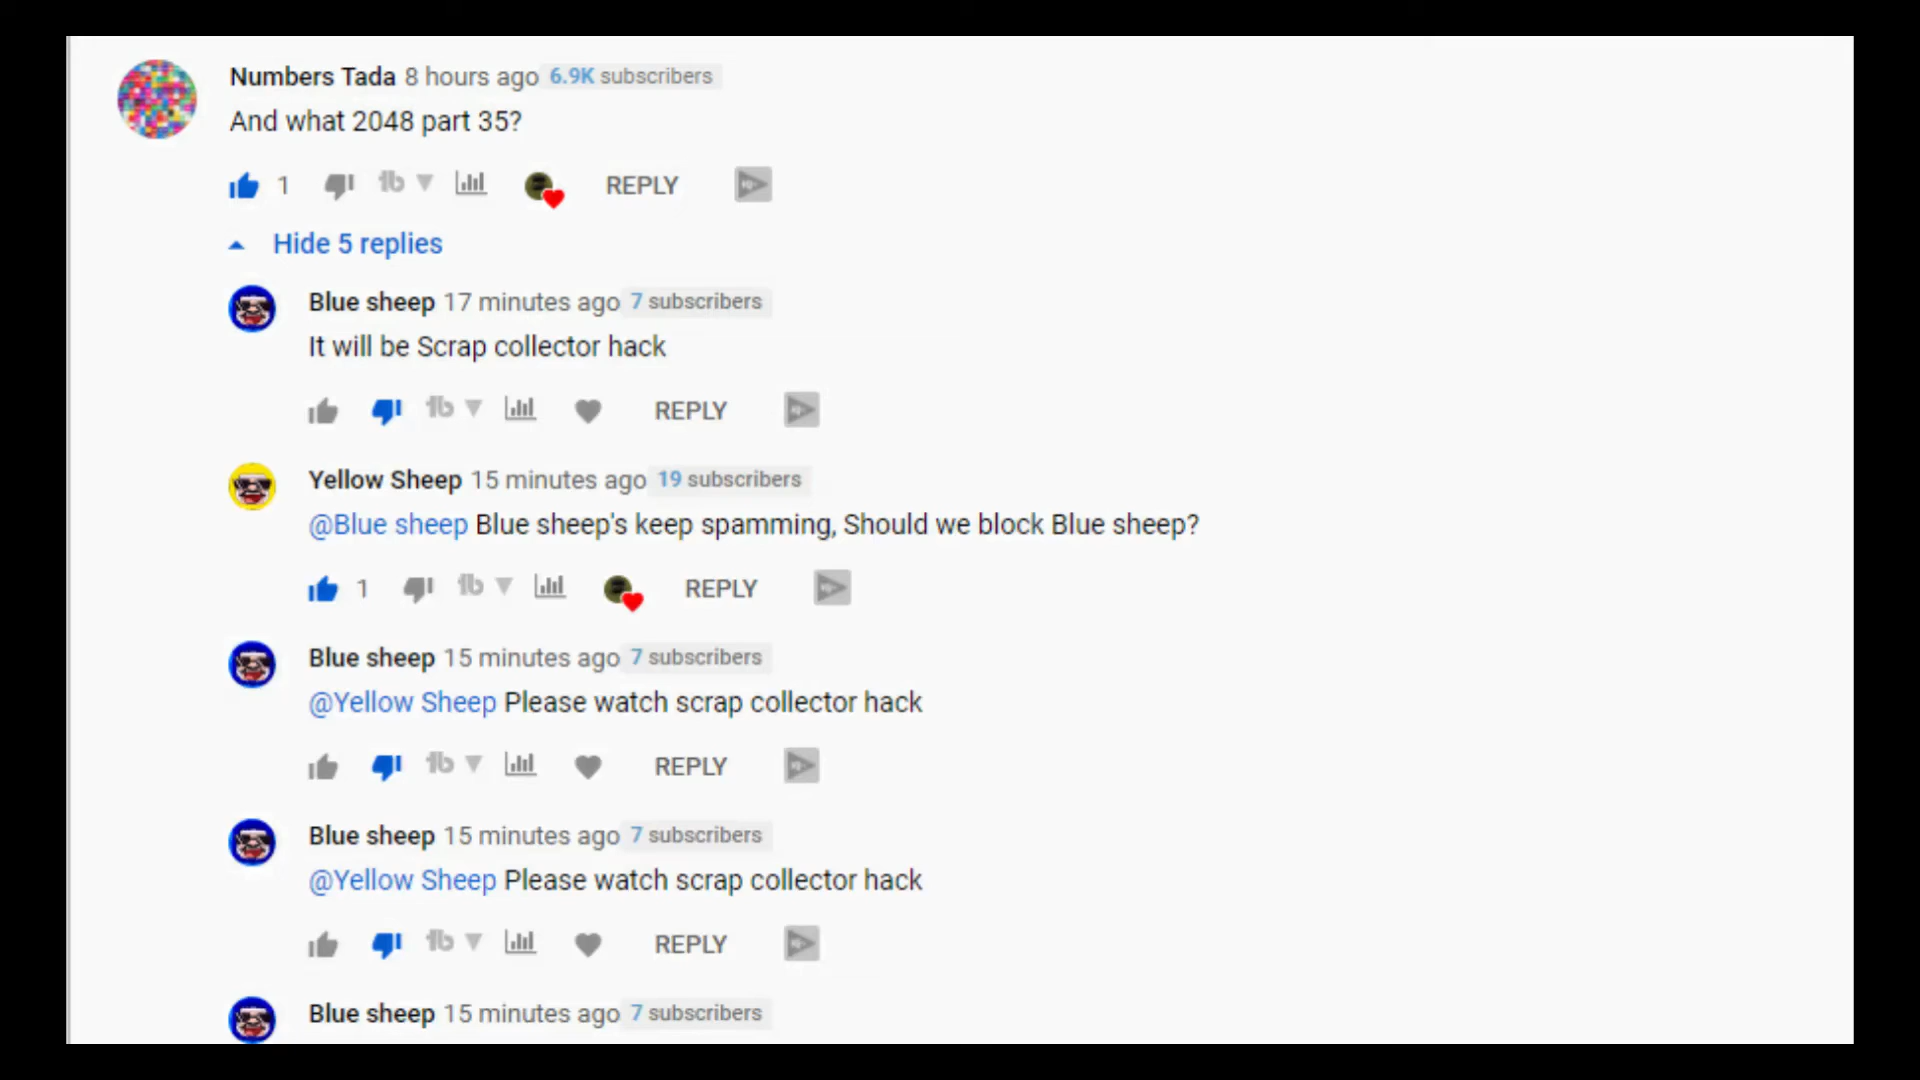 Numbers Tada 8 hours ago 6.9K subscribers
And what 2048 part 35?
1 REPLY
Hide 5 replies
Blue sheep 17 minutes ago 7 subscribers
It will be Scrap collector hack
REPLY
Yellow Sheep 15 minutes ago 19 subscribers
@Blue sheep Blue sheep's keep spamming, Should we block Blue sheep?
1 REPLY
Blue sheep 15 minutes ago 7 subscribers
@Yellow Sheep Please watch scrap collector hack
REPLY
Blue sheep 15 minutes ago 7 subscribers
@Yellow Sheep Please watch scrap collector hack
REPLY
Blue sheep 15 minutes ago 7 subscribers